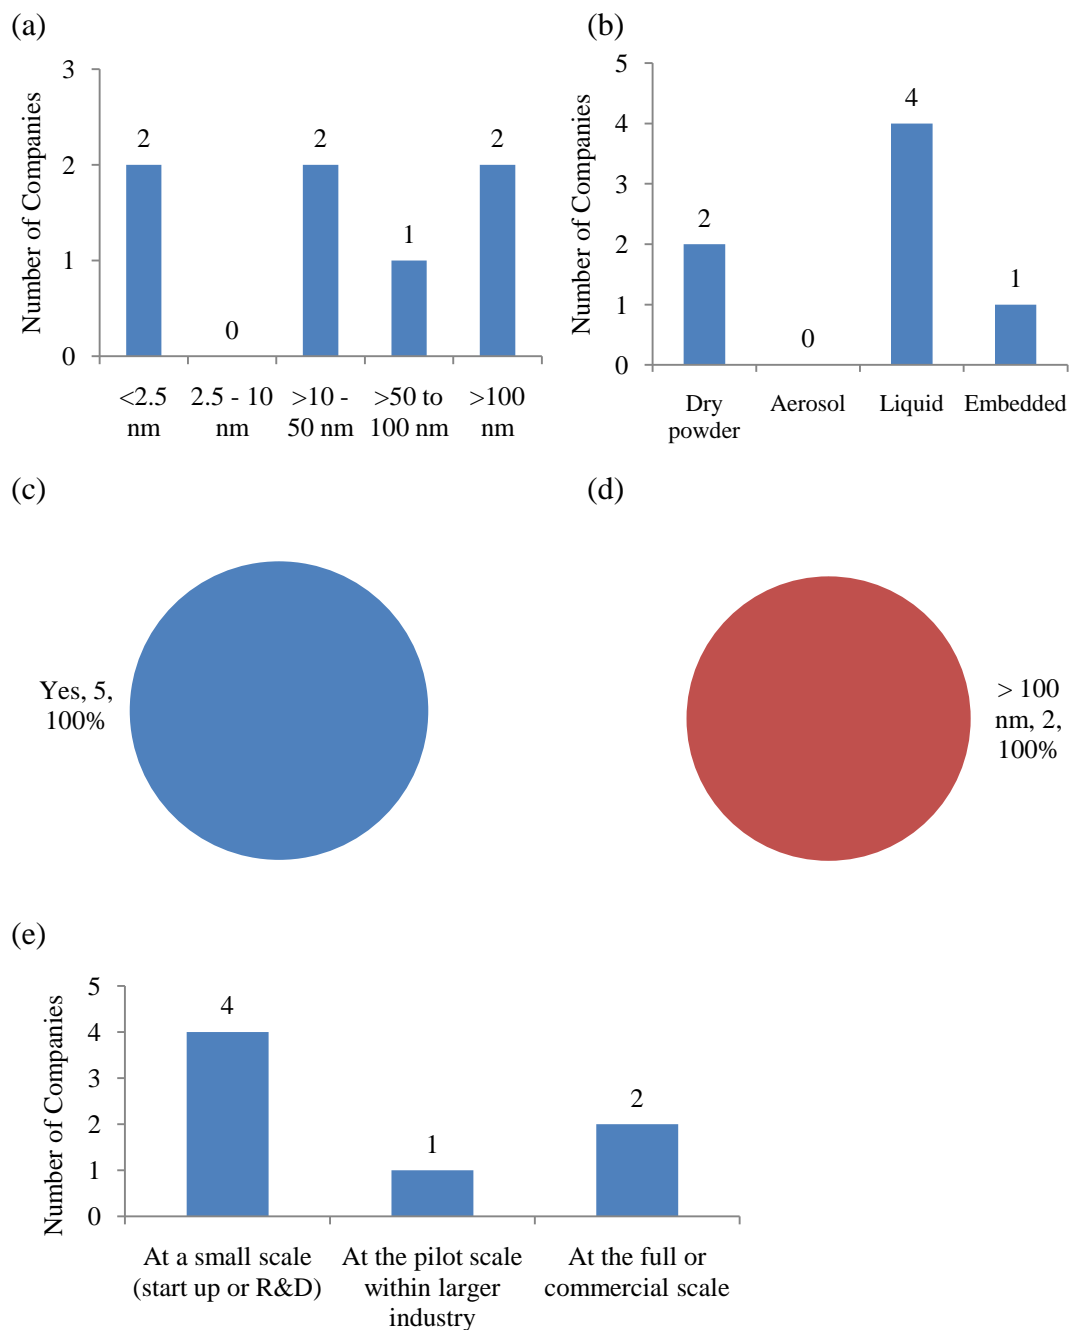 (a)
3
2
1
0
Number of Companies
2
0
2
1
2
<2.5
nm
2.5 - 10
nm
>10 -
50 nm
>50 to
100 nm
>100
nm
(b)
5
4
3
2
1
0
Number of Companies
2
0
4
1
Dry
powder
Aerosol
Liquid
Embedded
(c)
Yes, 5,
100%
(d)
> 100
nm, 2,
100%
(e)
5
4
3
2
1
0
Number of Companies
4
1
2
At a small scale
(start up or R&D)
At the pilot scale
within larger
industry
At the full or
commercial scale